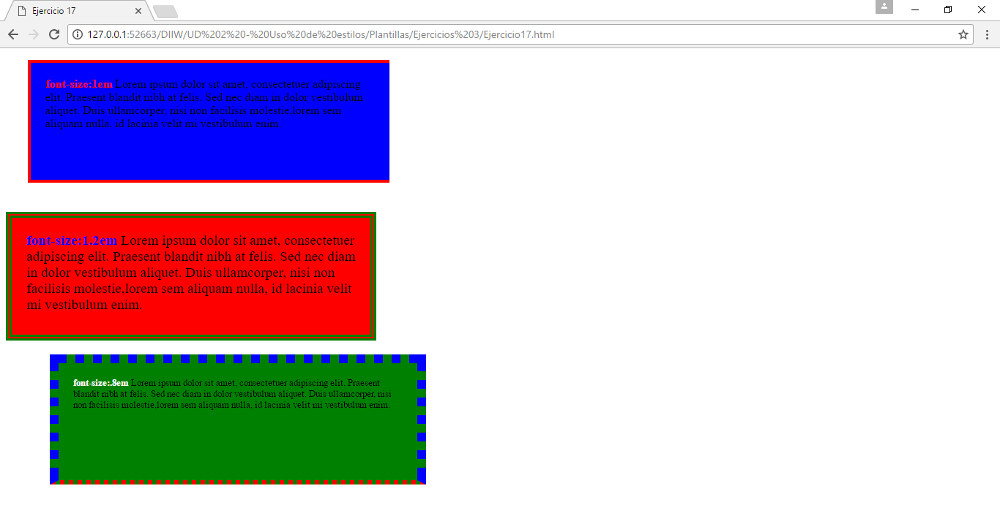 Ejercicio 17
127.0.0.1:52663/DIIW/UD%202%20-%20Uso%20de%20estilos/Plantillas/Ejercicios%203/Ejercicio17.html
font-size:1em Lorem ipsum dolor sit amet, consectetuer adipiscing
elit. Praesent blandit nibh at felis. Sed nec diam in dolor vestibulum
aliquet. Duis ullamcorper, nisi non facilisis molestie,lorem sem
aliquam nulla, id lacinia velit mi vestibulum enim.
font-size:1.2em Lorem ipsum dolor sit amet, consectetuer
adipiscing elit. Praesent blandit nibh at felis. Sed nec diam
in dolor vestibulum aliquet. Duis ullamcorper, nisi non
facilisis molestie,lorem sem aliquam nulla, id lacinia velit
mi vestibulum enim.
font-size:.8em Lorem ipsum dolor sit amet, consectetuer adipiscing elit. Praesent
blandit nibh at felis. Sed nec diam in dolor vestibulum aliquet. Duis ullamcorper, nisi
non facilisis molestie,lorem sem aliquam nulla, id lacinia velit mi vestibulum enim.